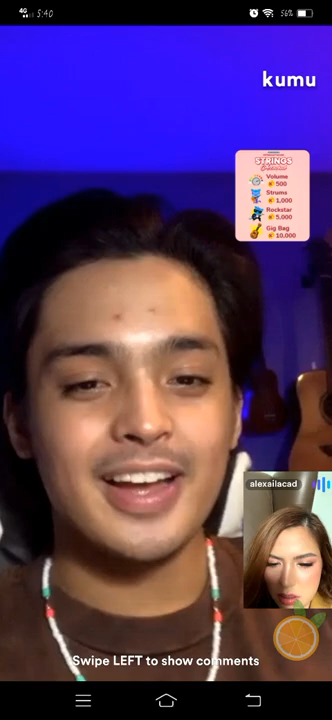 4G
5:40
56%
kumu
STRINGS
Volume
500
Strums
1,000
Rockstar
5,000
Gig Bag
10,000
alexailacad
Swipe LEFT to show comments